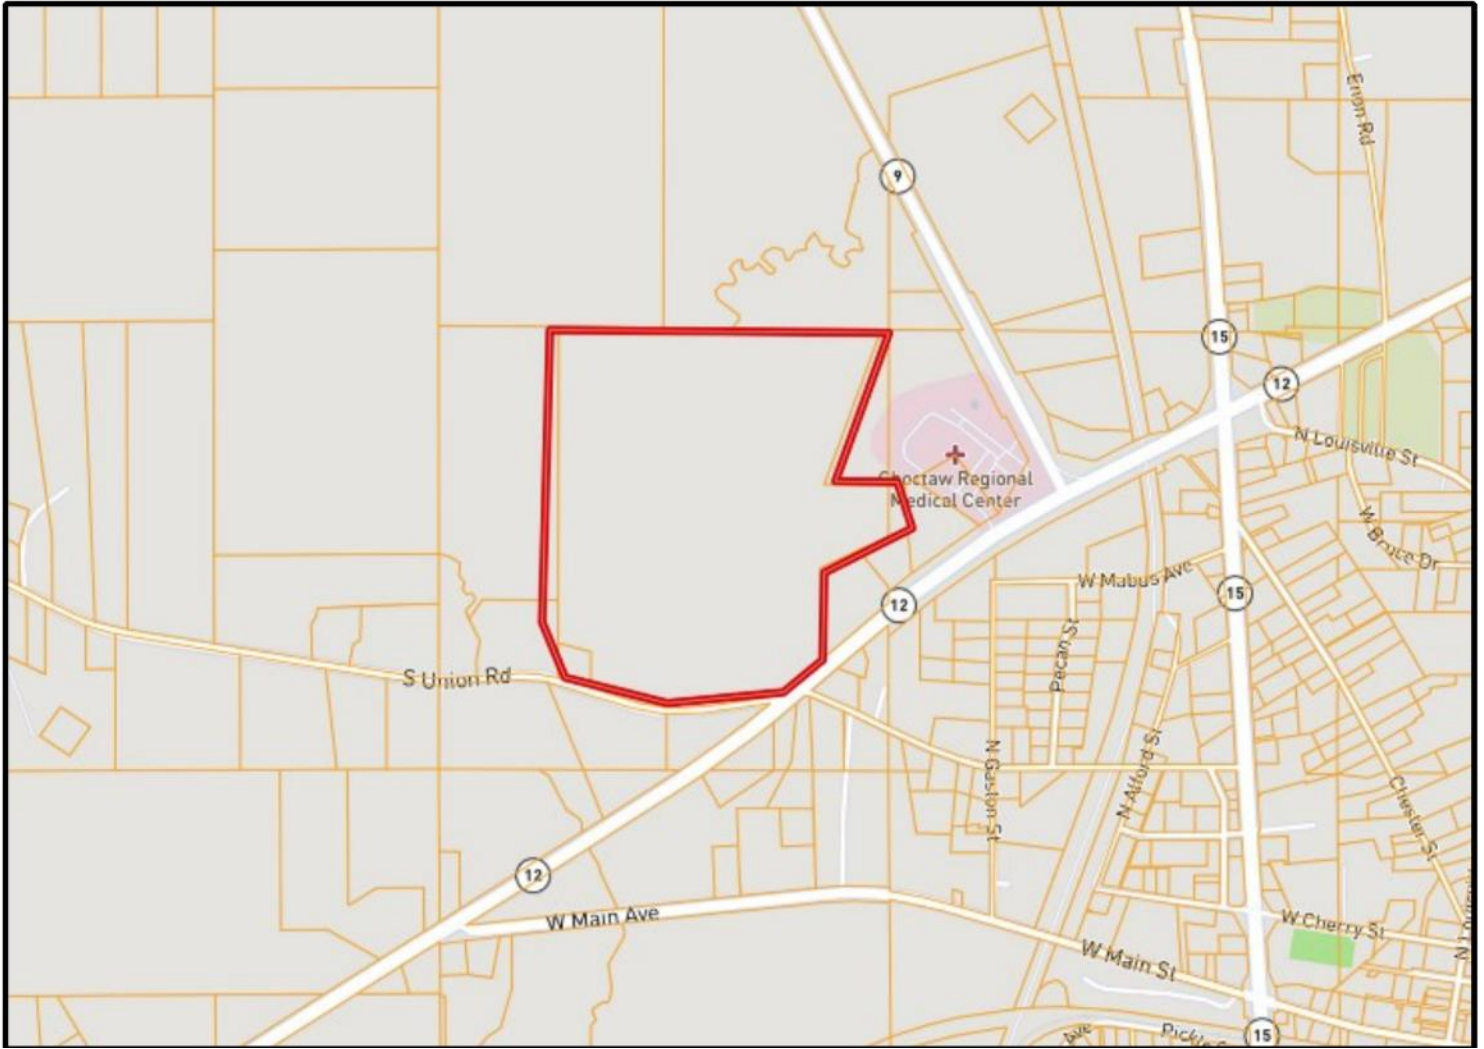 Enon Rd
9
15
12
N Louisville St
Choctaw Regional
Medical Center
W Bruce Dr
W Mabus Ave
12
15
Pecan St
S Union Rd
N Gaston St
N Alford St
Chester St
12
W Main Ave
W Cherry St
W Main St
Ave
15